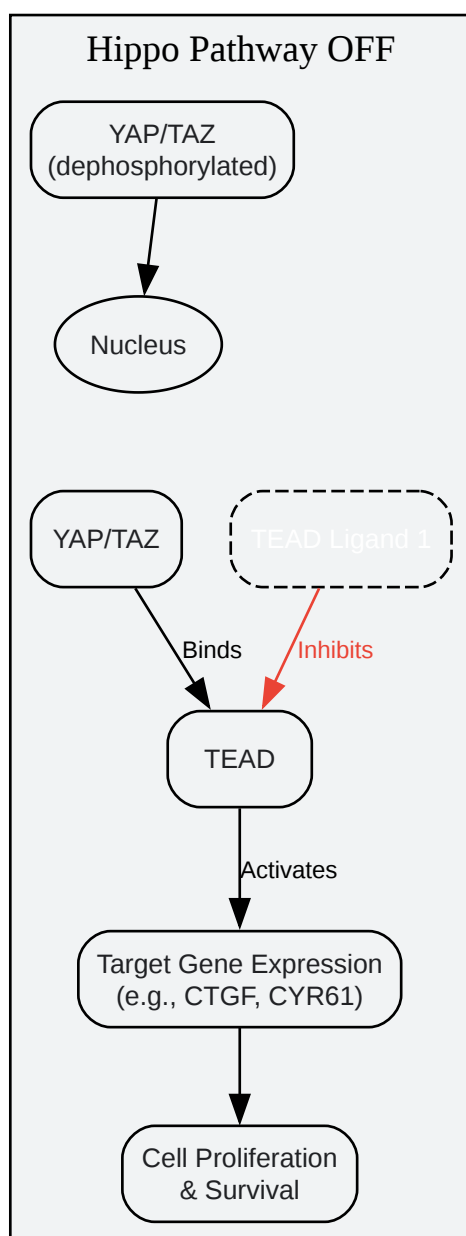 Hippo Pathway OFF
YAP/TAZ
(dephosphorylated)
Nucleus
YAP/TAZ
TEAD Ligand 1
Binds
Inhibits
TEAD
Activates
Target Gene Expression
(e.g., CTGF, CYR61)
Cell Proliferation
& Survival